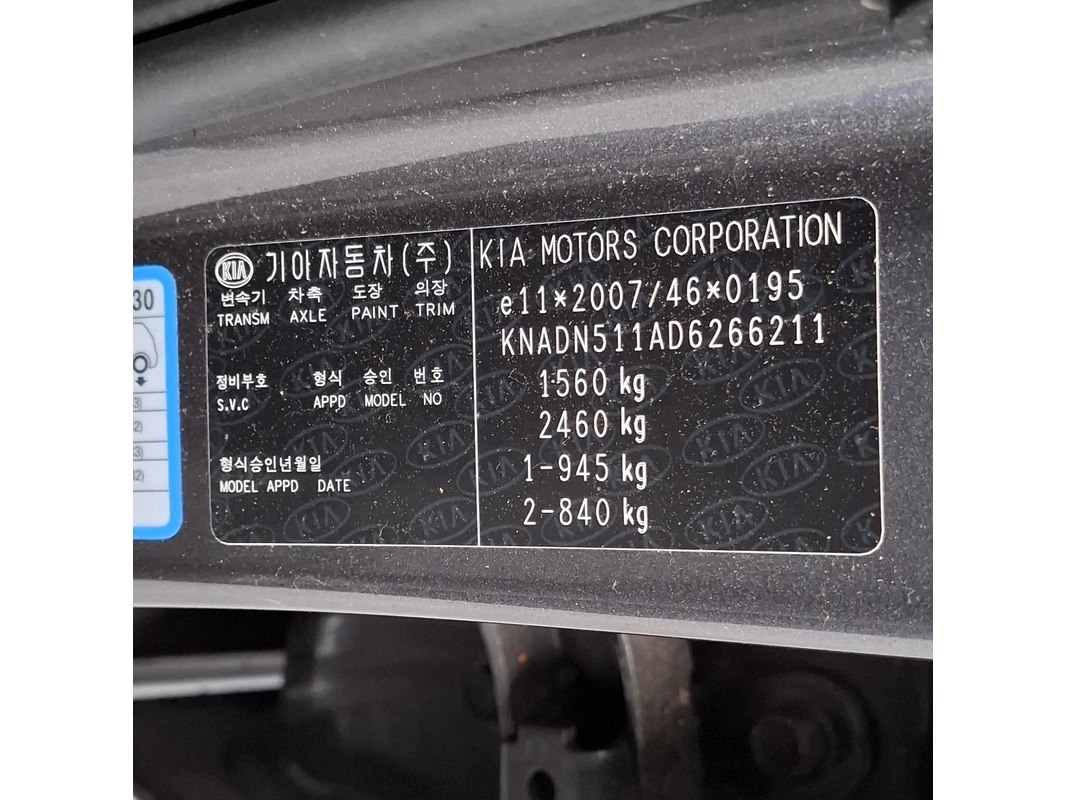 KIA 기아자동차(주)
변속기 차축 도장 의장
TRANSM AXLE PAINT TRIM
정비부호 형식 승인 번호
S.V.C APPD MODEL NO
형식승인년월일
MODEL APPD DATE
KIA MOTORS CORPORATION
e11*2007/46*0195
KNADN511AD6266211
1560 kg
2460 kg
1-945 kg
2-840 kg
30